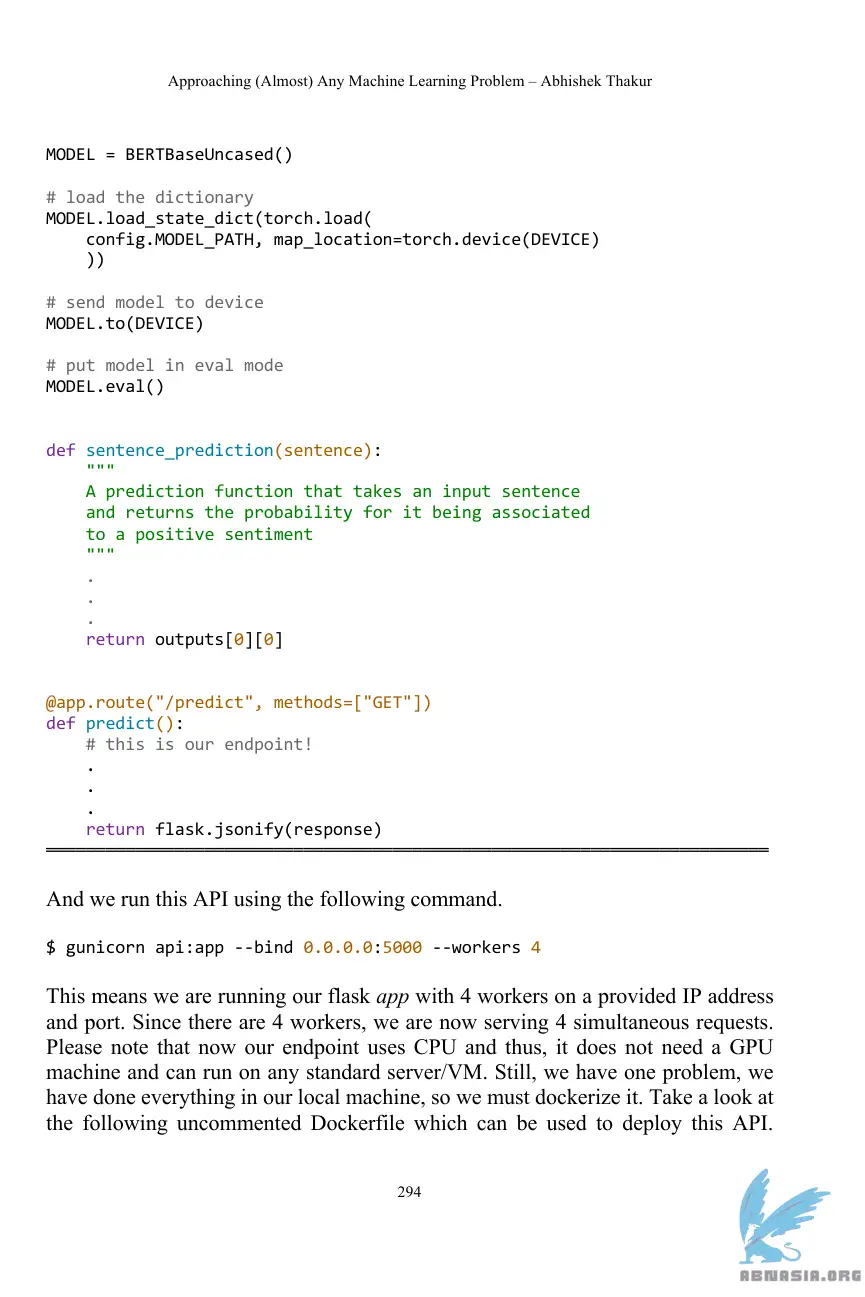 Approaching (Almost) Any Machine Learning Problem – Abhishek Thakur
MODEL = BERTBaseUncased()
# load the dictionary
MODEL.load_state_dict(torch.load(
    config.MODEL_PATH, map_location=torch.device(DEVICE)
    ))
# send model to device
MODEL.to(DEVICE)
# put model in eval mode
MODEL.eval()
def sentence_prediction(sentence):
    """
    A prediction function that takes an input sentence
    and returns the probability for it being associated
    to a positive sentiment
    """
    .
    .
    .
    return outputs[0][0]
@app.route("/predict", methods=["GET"])
def predict():
    # this is our endpoint!
    .
    .
    .
    return flask.jsonify(response)
And we run this API using the following command.
$ gunicorn api:app --bind 0.0.0.0:5000 --workers 4
This means we are running our flask app with 4 workers on a provided IP address
and port. Since there are 4 workers, we are now serving 4 simultaneous requests.
Please note that now our endpoint uses CPU and thus, it does not need a GPU
machine and can run on any standard server/VM. Still, we have one problem, we
have done everything in our local machine, so we must dockerize it. Take a look at
the following uncommented Dockerfile which can be used to deploy this API.
294
ABNASIA.ORG